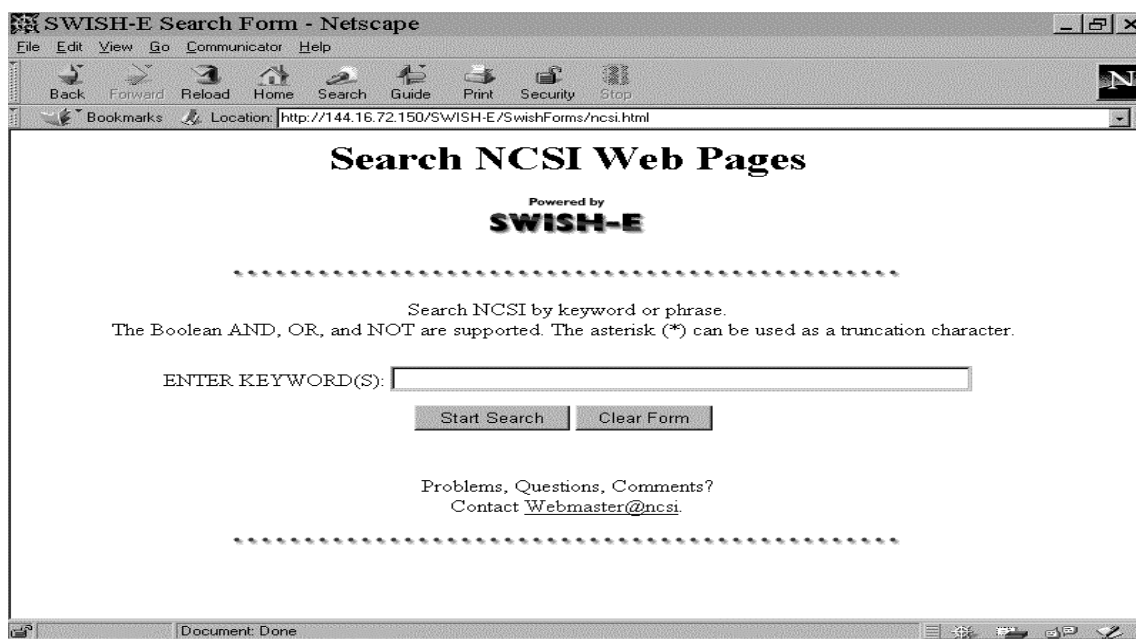 SWISH-E Search Form - Netscape
File Edit View Go Communicator Help
Back Forward Reload Home Search Guide Print Security Stop
N
Bookmarks Location: http://144.16.72.150/SWISH-E/SwishForms/ncsi.html
Search NCSI Web Pages
Powered by
SWISH-E
Search NCSI by keyword or phrase.
The Boolean AND, OR, and NOT are supported. The asterisk (*) can be used as a truncation character.
ENTER KEYWORD(S):
Start Search Clear Form
Problems, Questions, Comments?
Contact Webmaster@ncsi.
Document: Done